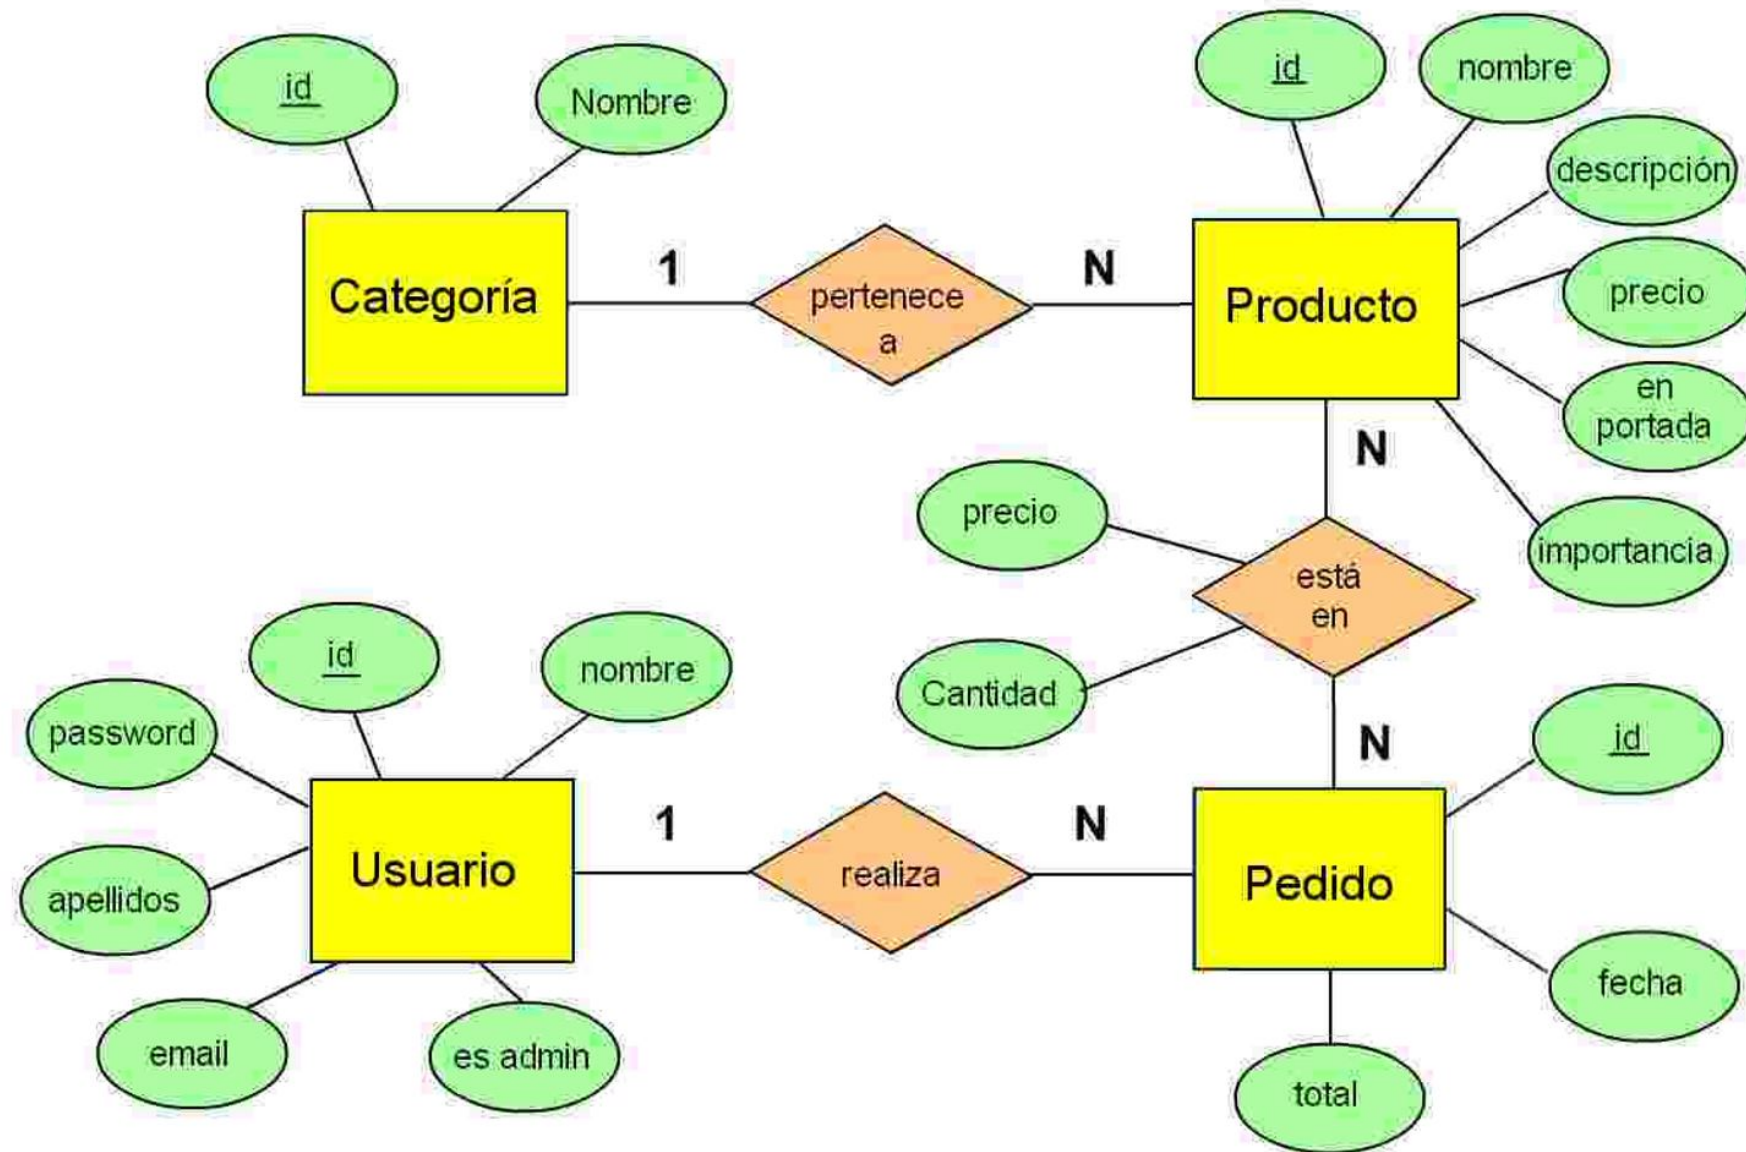 id
Nombre
id
nombre
descripción
Categoría
1
pertenece
a
N
Producto
precio
en
portada
N
precio
importancia
está
en
id
nombre
Cantidad
password
N
id
Usuario
1
realiza
N
Pedido
apellidos
fecha
email
es admin
total